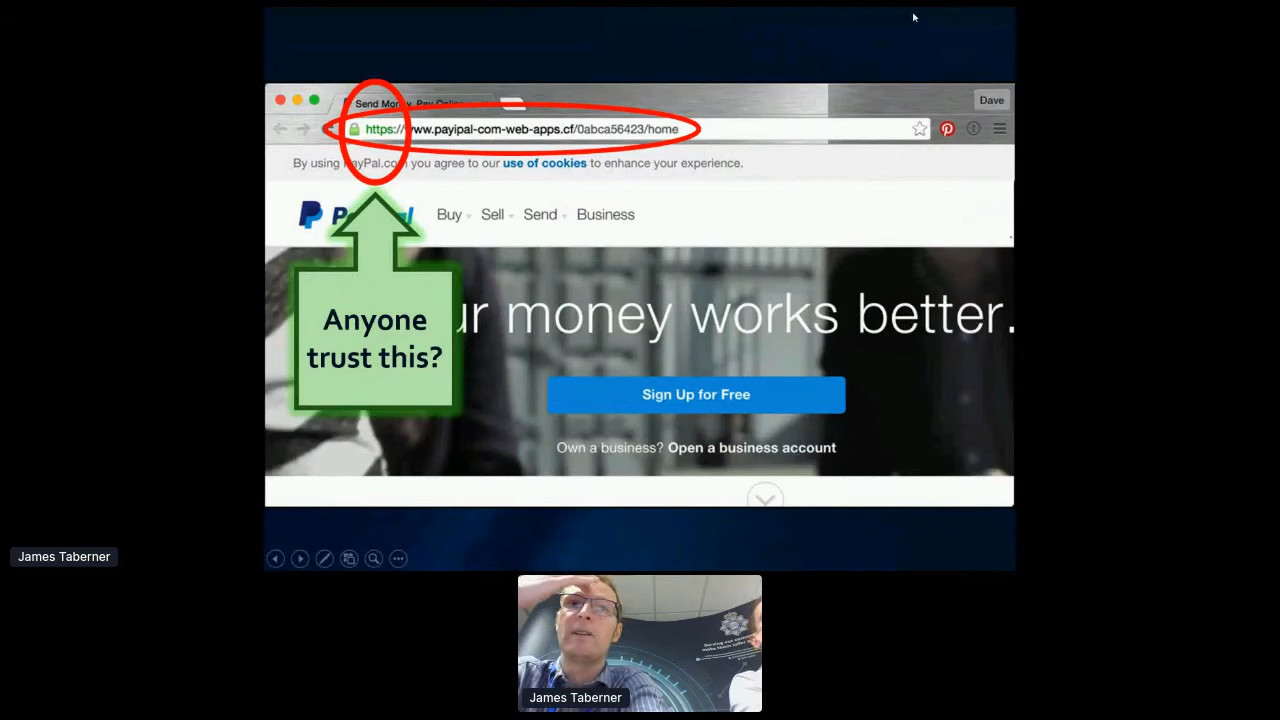 Dave
Send Money, Pay Online
https://www.payipal-com-web-apps.cf/0abca56423/home
By using PayPal.com you agree to our use of cookies to enhance your experience.
Buy Sell Send Business
ur money works better.
Anyone
trust this?
Sign Up for Free
Own a business? Open a business account
James Taberner
James Taberner